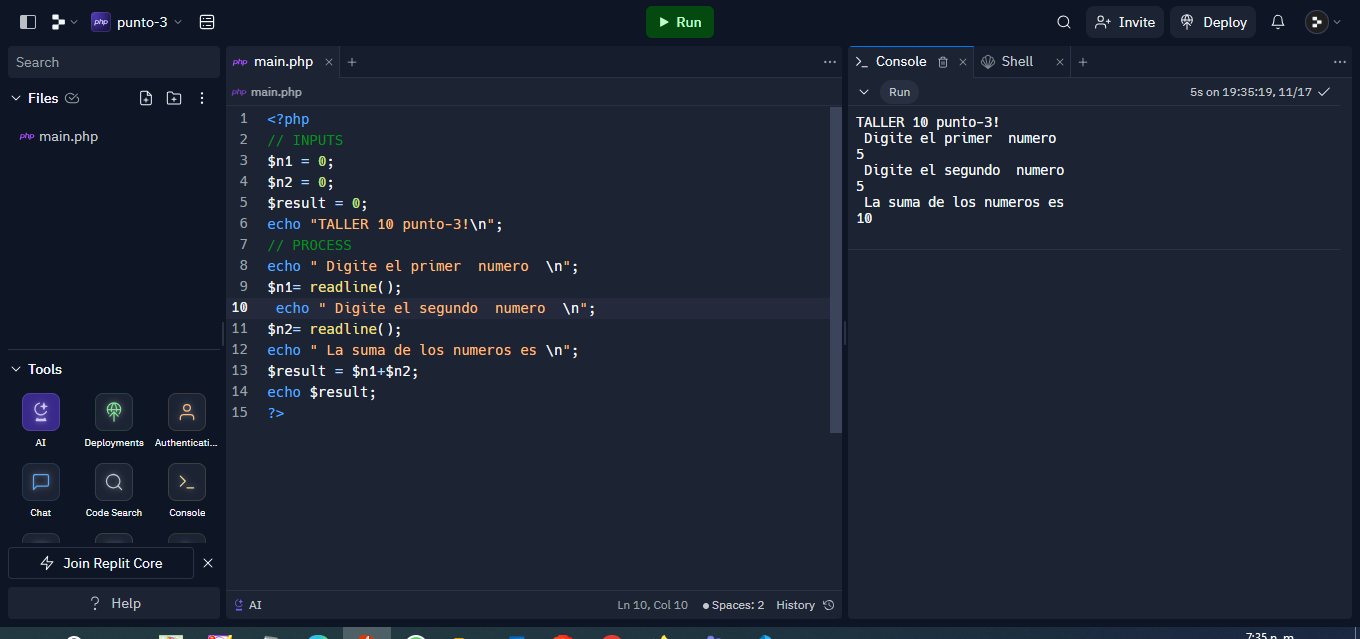 php punto-3
Run
Invite
Deploy
Search
Files
php main.php
Tools
AI
Deployments
Authenticati...
Chat
Code Search
Console
Join Replit Core
? Help
php main.php
php main.php
1 <?php
2 // INPUTS
3 $n1 = 0;
4 $n2 = 0;
5 $result = 0;
6 echo "TALLER 10 punto-3!\n";
7 // PROCESS
8 echo " Digite el primer  numero  \n";
9 $n1= readline();
10  echo " Digite el segundo  numero  \n";
11 $n2= readline();
12 echo " La suma de los numeros es \n";
13 $result = $n1+$n2;
14 echo $result;
15 ?>
AI
Ln 10, Col 10
Spaces: 2
History
Console
Shell
Run
5s on 19:35:19, 11/17
TALLER 10 punto-3!
 Digite el primer  numero
5
 Digite el segundo  numero
5
 La suma de los numeros es
10
7:35 p. m.